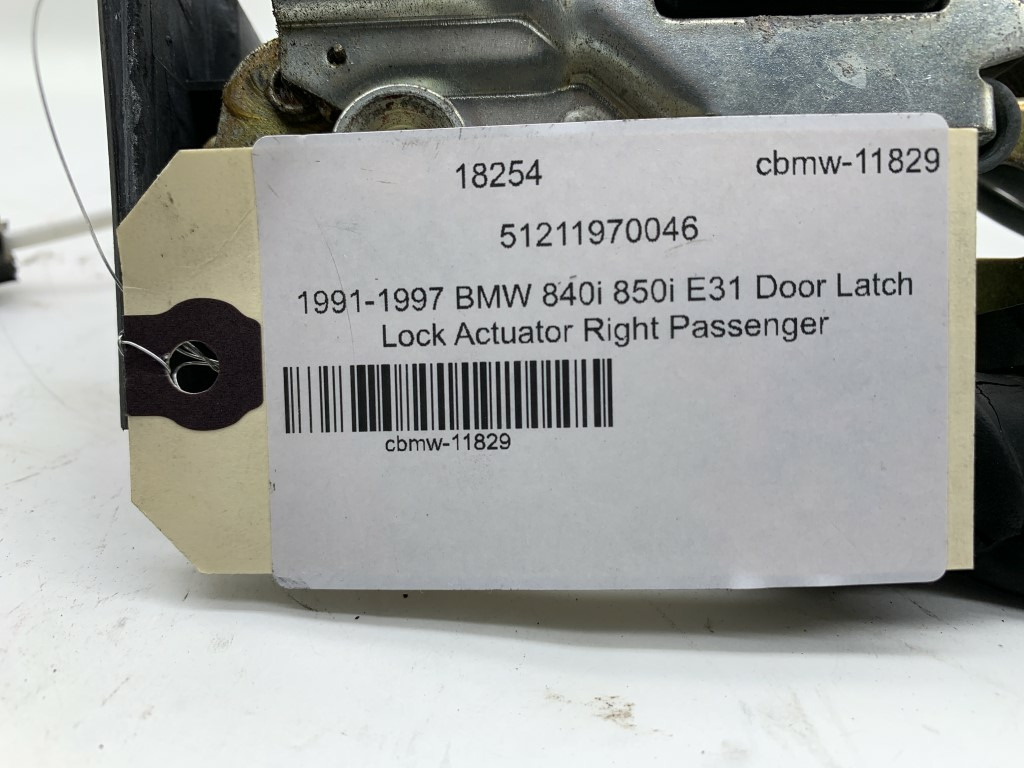 18254 cbmw-11829
51211970046
1991-1997 BMW 840i 850i E31 Door Latch
Lock Actuator Right Passenger
cbmw-11829